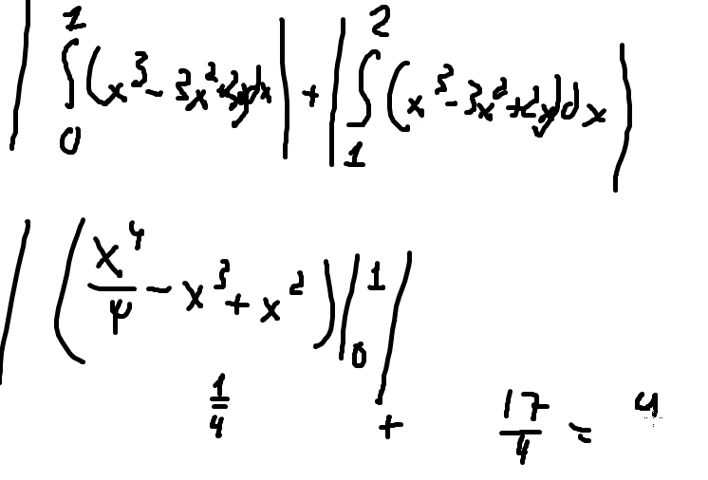 | ∫₀¹ (x³ - 3x² + 2x)dx | + | ∫₁² (x³ - 3x² + 2x)dx |
| ( x⁴/4 - x³ + x² ) |₀¹ |
1/4 + 17/4 = 4